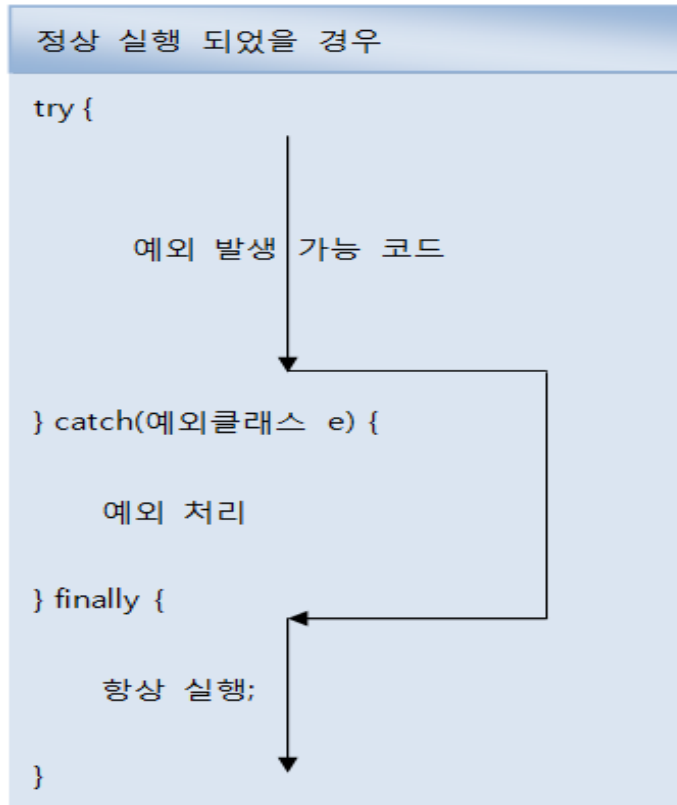 정상 실행 되었을 경우
try {
예외 발생 가능 코드
} catch(예외클래스 e) {
예외 처리
} finally {
항상 실행;
}